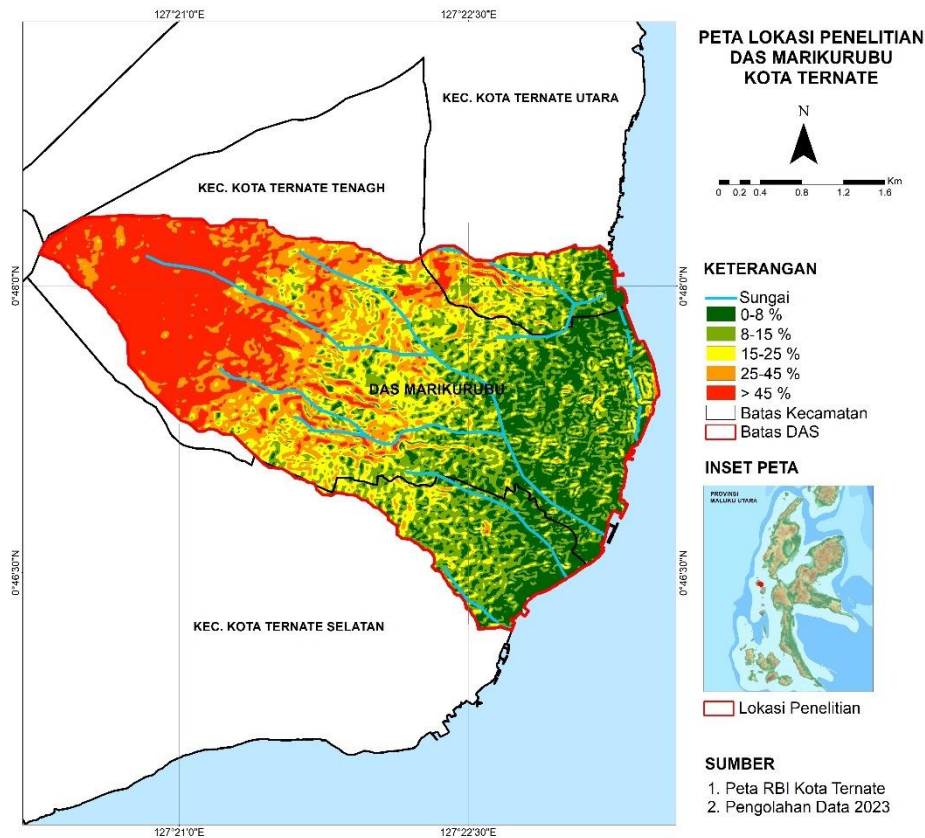 127°21'0"E
127°22'30"E
PETA LOKASI PENELITIAN
DAS MARIKURUBU
KOTA TERNATE
N
Km
0 0.2 0.4 0.8 1.2 1.6
KEC. KOTA TERNATE UTARA
KEC. KOTA TERNATE TENAGH
0°48'0"N
0°48'0"N
DAS MARIKURUBU
KETERANGAN
Sungai
0-8 %
8-15 %
15-25 %
25-45 %
> 45 %
Batas Kecamatan
Batas DAS
INSET PETA
PROVINSI
MALUKU UTARA
0°46'30"N
0°46'30"N
KEC. KOTA TERNATE SELATAN
Lokasi Penelitian
SUMBER
1. Peta RBI Kota Ternate
2. Pengolahan Data 2023
127°21'0"E
127°22'30"E